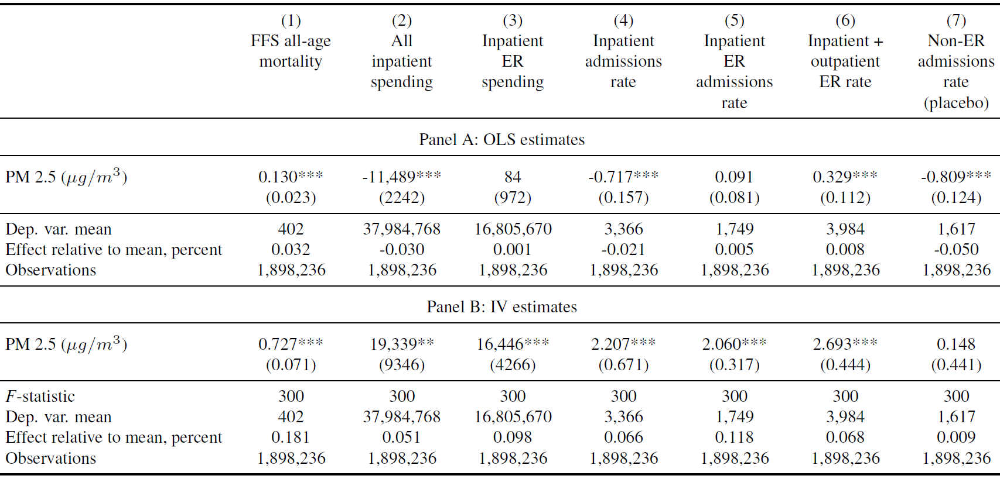 (1) (2) (3) (4) (5) (6) (7)
FFS all-age All Inpatient Inpatient Inpatient Inpatient + Non-ER
mortality inpatient ER admissions ER outpatient admissions
spending spending rate admissions ER rate rate
rate (placebo)
Panel A: OLS estimates
PM 2.5 (μg/m³) 0.130*** -11,489*** 84 -0.717*** 0.091 0.329*** -0.809***
(0.023) (2242) (972) (0.157) (0.081) (0.112) (0.124)
Dep. var. mean 402 37,984,768 16,805,670 3,366 1,749 3,984 1,617
Effect relative to mean, percent 0.032 -0.030 0.001 -0.021 0.005 0.008 -0.050
Observations 1,898,236 1,898,236 1,898,236 1,898,236 1,898,236 1,898,236 1,898,236
Panel B: IV estimates
PM 2.5 (μg/m³) 0.727*** 19,339** 16,446*** 2.207*** 2.060*** 2.693*** 0.148
(0.071) (9346) (4266) (0.671) (0.317) (0.444) (0.441)
F-statistic 300 300 300 300 300 300 300
Dep. var. mean 402 37,984,768 16,805,670 3,366 1,749 3,984 1,617
Effect relative to mean, percent 0.181 0.051 0.098 0.066 0.118 0.068 0.009
Observations 1,898,236 1,898,236 1,898,236 1,898,236 1,898,236 1,898,236 1,898,236